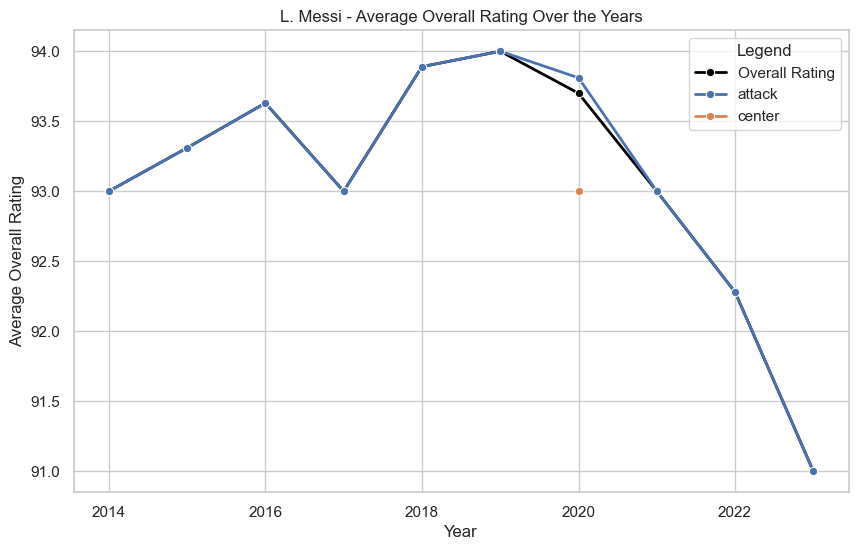 L. Messi - Average Overall Rating Over the Years
Legend
Overall Rating
attack
center
Average Overall Rating
94.0
93.5
93.0
92.5
92.0
91.5
91.0
2014 2016 2018 2020 2022
Year